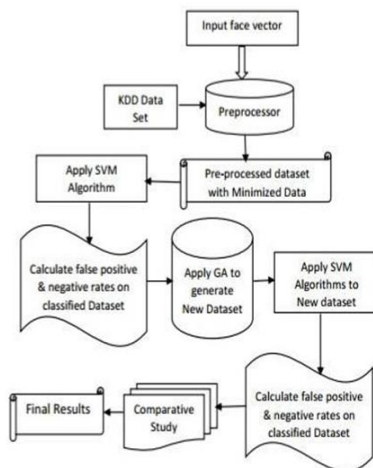 Input face vector
KDD Data
Set
Preprocessor
Apply SVM
Algorithm
Pre-processed dataset
with Minimized Data
Calculate false positive
& negative rates on
classified Dataset
Apply GA to
generate
New Dataset
Apply SVM
Algorithms to
New dataset
Final Results
Comparative
Study
Calculate false positive
& negative rates on
classified Dataset